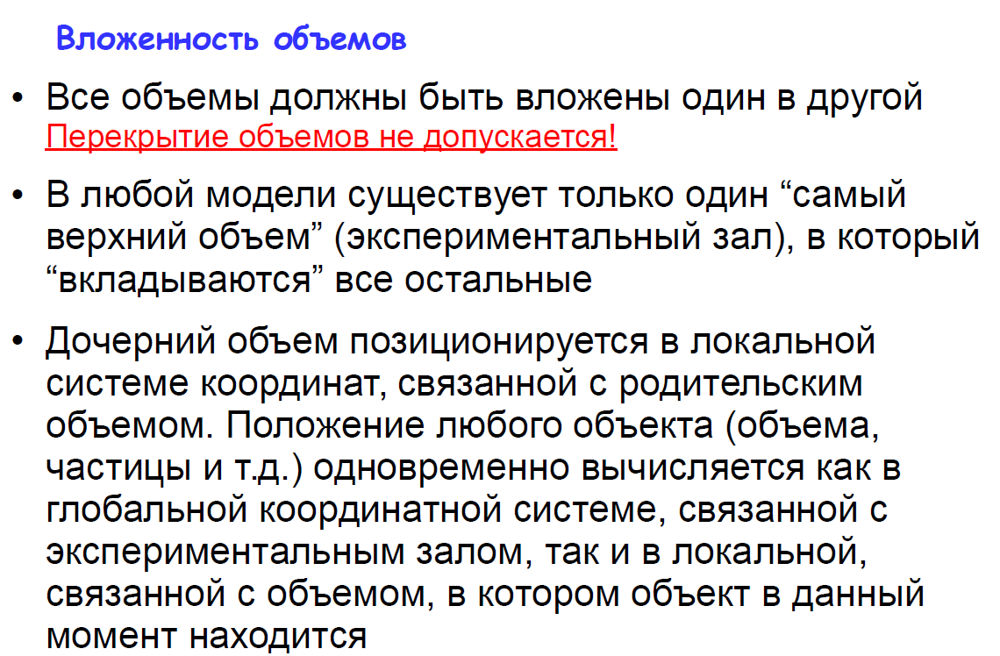 Вложенность объемов
• Все объемы должны быть вложены один в другой
Перекрытие объемов не допускается!
• В любой модели существует только один “самый
верхний объем” (экспериментальный зал), в который
“вкладываются” все остальные
• Дочерний объем позиционируется в локальной
системе координат, связанной с родительским
объемом. Положение любого объекта (объема,
частицы и т.д.) одновременно вычисляется как в
глобальной координатной системе, связанной с
экспериментальным залом, так и в локальной,
связанной с объемом, в котором объект в данный
момент находится